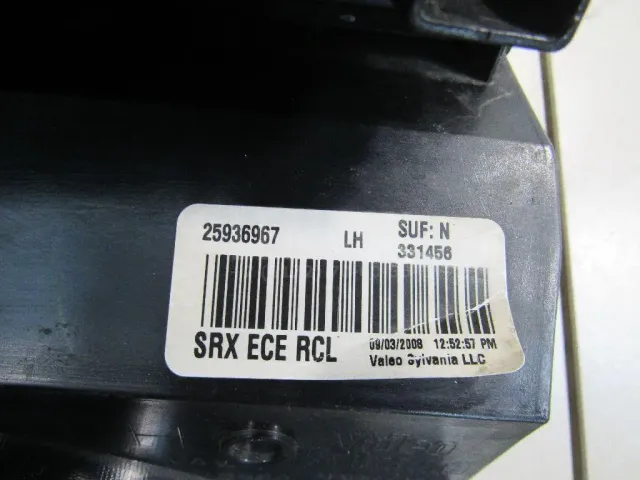 25936967 LH SUF: N
331456
SRX ECE RCL
09/03/2008 12:52:57 PM
Valeo Sylvania LLC